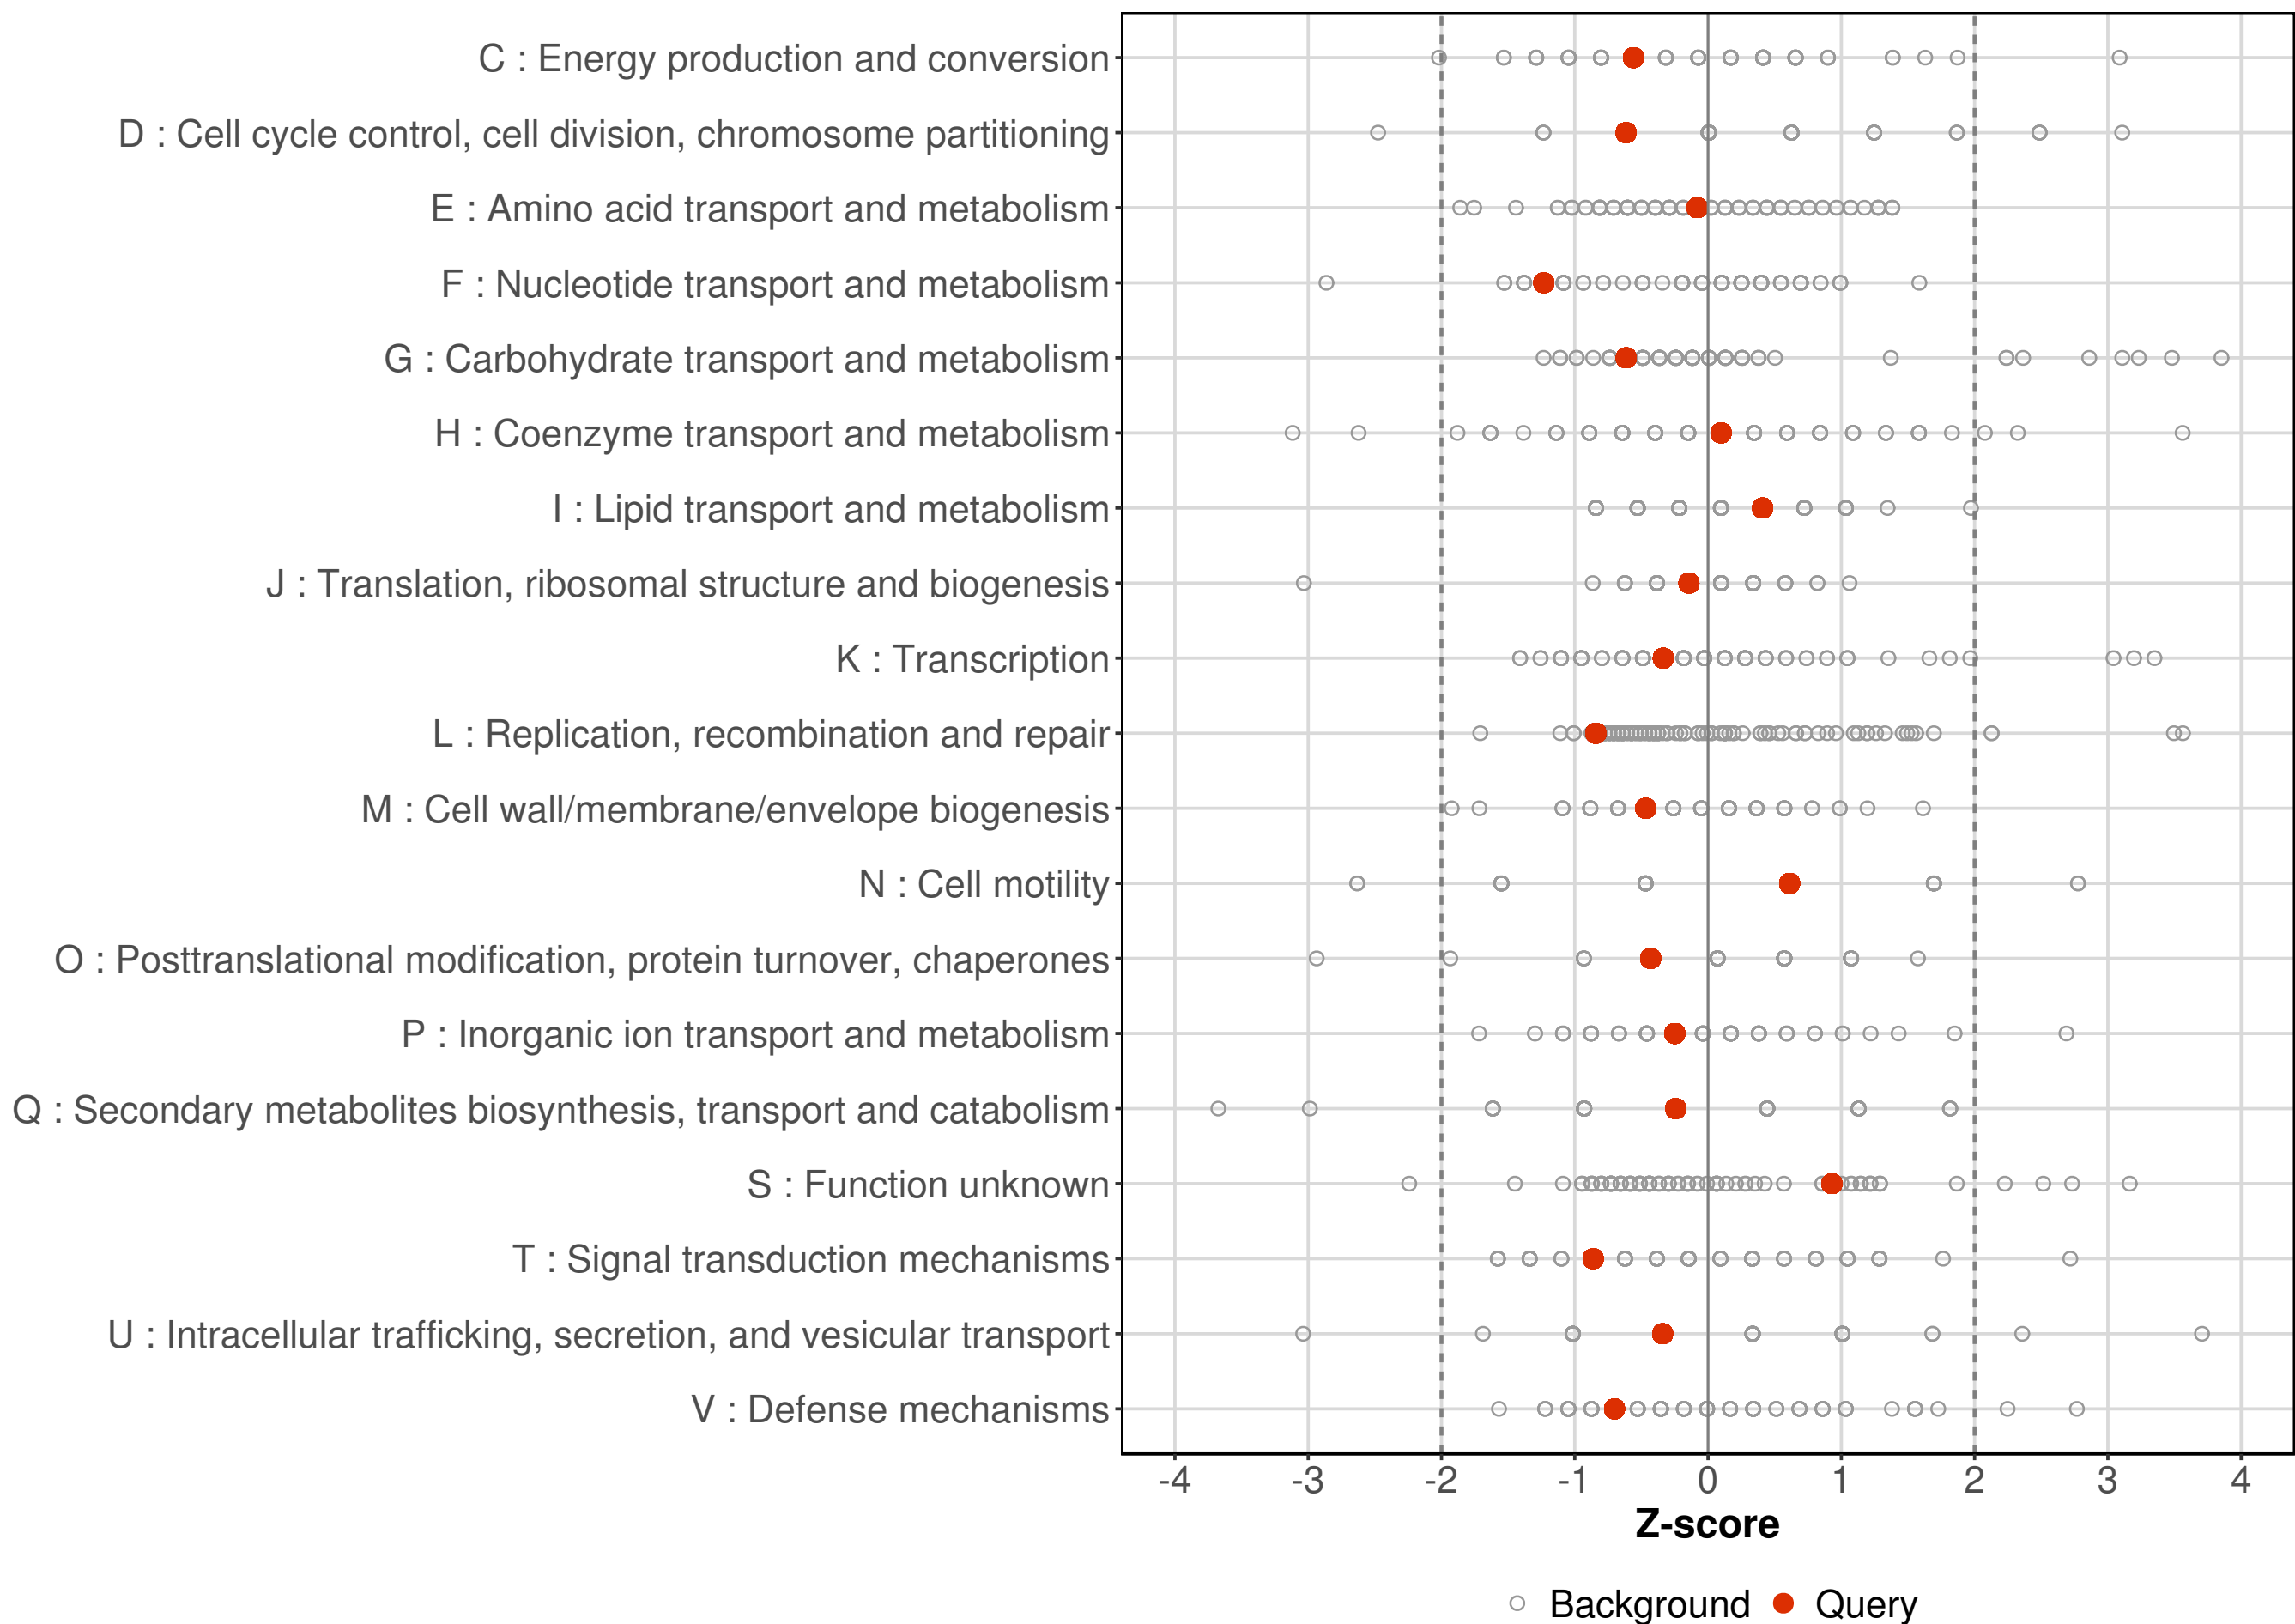 C : Energy production and conversion
D : Cell cycle control, cell division, chromosome partitioning
E : Amino acid transport and metabolism
F : Nucleotide transport and metabolism
G : Carbohydrate transport and metabolism
H : Coenzyme transport and metabolism
I : Lipid transport and metabolism
J : Translation, ribosomal structure and biogenesis
K : Transcription
L : Replication, recombination and repair
M : Cell wall/membrane/envelope biogenesis
N : Cell motility
O : Posttranslational modification, protein turnover, chaperones
P : Inorganic ion transport and metabolism
Q : Secondary metabolites biosynthesis, transport and catabolism
S : Function unknown
T : Signal transduction mechanisms
U : Intracellular trafficking, secretion, and vesicular transport
V : Defense mechanisms
-4 -3 -2 -1 0 1 2 3 4
Z-score
Background Query